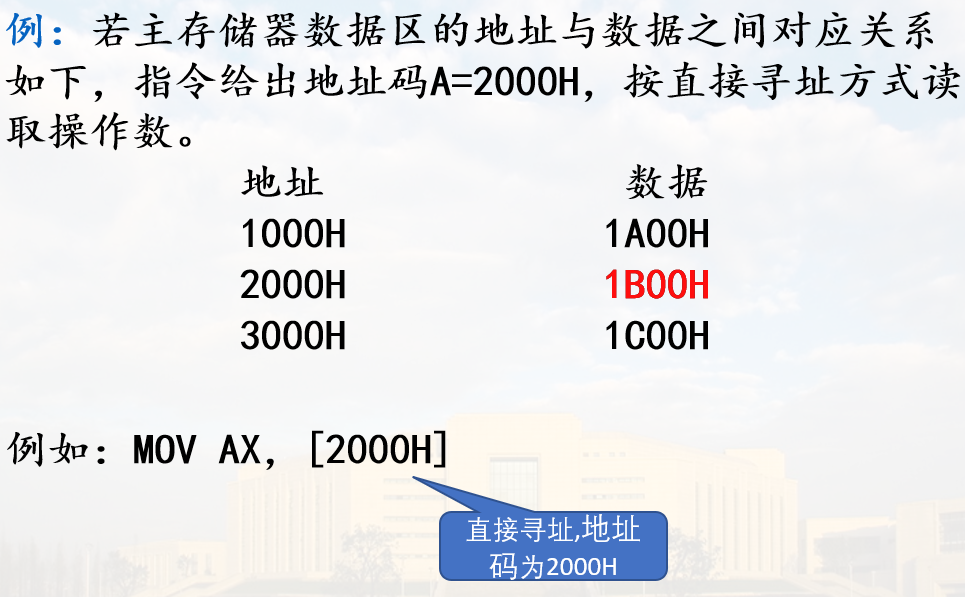 例：若主存储器数据区的地址与数据之间对应关系
如下，指令给出地址码A=2000H，按直接寻址方式读
取操作数。
地址 数据
1000H 1A00H
2000H 1B00H
3000H 1C00H
例如：MOV AX，[2000H]
直接寻址,地址
码为2000H